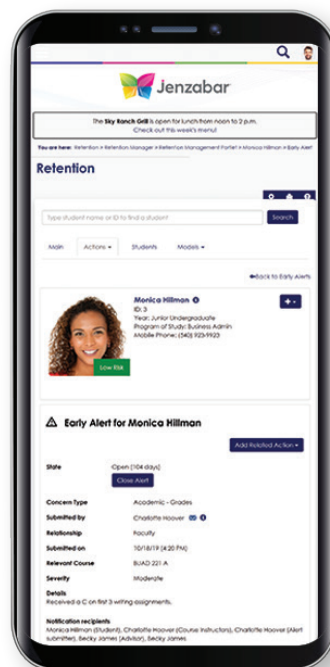 Jenzabar
The Sky Ranch Grill is open for lunch from noon to 2 p.m.
Check out this week's menu!
You are here: Retention > Retention Manager > Retention Management Portlet > Monica Hillman > Early Alert
Retention
Type student name or ID to find a student
Search
Main
Actions
Students
Models
Back to Early Alerts
Monica Hillman
ID: 3
Year: Junior Undergraduate
Program of Study: Business Admin
Mobile Phone: (540) 923-9923
Low Risk
Early Alert for Monica Hillman
Add Related Action
State Open (104 days)
Close Alert
Concern Type Academic - Grades
Submitted by Charlotte Hoover
Relationship Faculty
Submitted on 10/18/19 (4:20 PM)
Relevant Course BUAD 221 A
Severity Moderate
Details
Received a C on first 3 writing assignments.
Notification recipients
Monica Hillman (Student), Charlotte Hoover (Course Instructors), Charlotte Hoover (Alert
submitter), Becky James (Advisor), Becky James